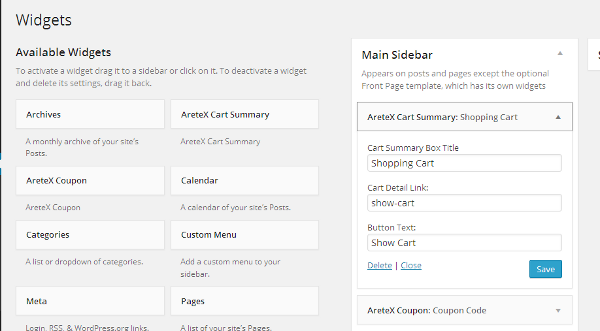 Widgets
Available Widgets
To activate a widget drag it to a sidebar or click on it. To deactivate a widget
and delete its settings, drag it back.
Archives
AreteX Cart Summary
A monthly archive of your site's
Posts.
AreteX Cart Summary
AreteX Coupon
Calendar
AreteX Coupon
A calendar of your site's Posts.
Categories
Custom Menu
A list or dropdown of categories.
Add a custom menu to your
sidebar.
Meta
Pages
Login, RSS, & WordPress.org links.
A list of your site's Pages.
Main Sidebar
Appears on posts and pages except the optional
Front Page template, which has its own widgets
AreteX Cart Summary: Shopping Cart
Cart Summary Box Title
Shopping Cart
Cart Detail Link:
show-cart
Button Text:
Show Cart
Delete | Close
Save
AreteX Coupon: Coupon Code